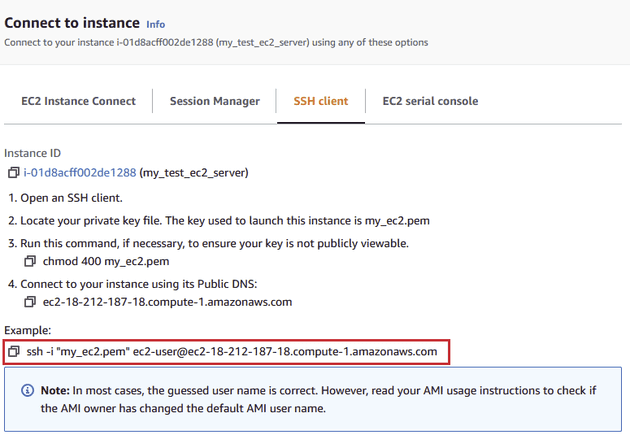 Connect to instance Info
Connect to your instance i-01d8acff002de1288 (my_test_ec2_server) using any of these options
EC2 Instance Connect Session Manager SSH client EC2 serial console
Instance ID
i-01d8acff002de1288 (my_test_ec2_server)
1. Open an SSH client.
2. Locate your private key file. The key used to launch this instance is my_ec2.pem
3. Run this command, if necessary, to ensure your key is not publicly viewable.
chmod 400 my_ec2.pem
4. Connect to your instance using its Public DNS:
ec2-18-212-187-18.compute-1.amazonaws.com
Example:
ssh -i "my_ec2.pem" ec2-user@ec2-18-212-187-18.compute-1.amazonaws.com
Note: In most cases, the guessed user name is correct. However, read your AMI usage instructions to check if
the AMI owner has changed the default AMI user name.